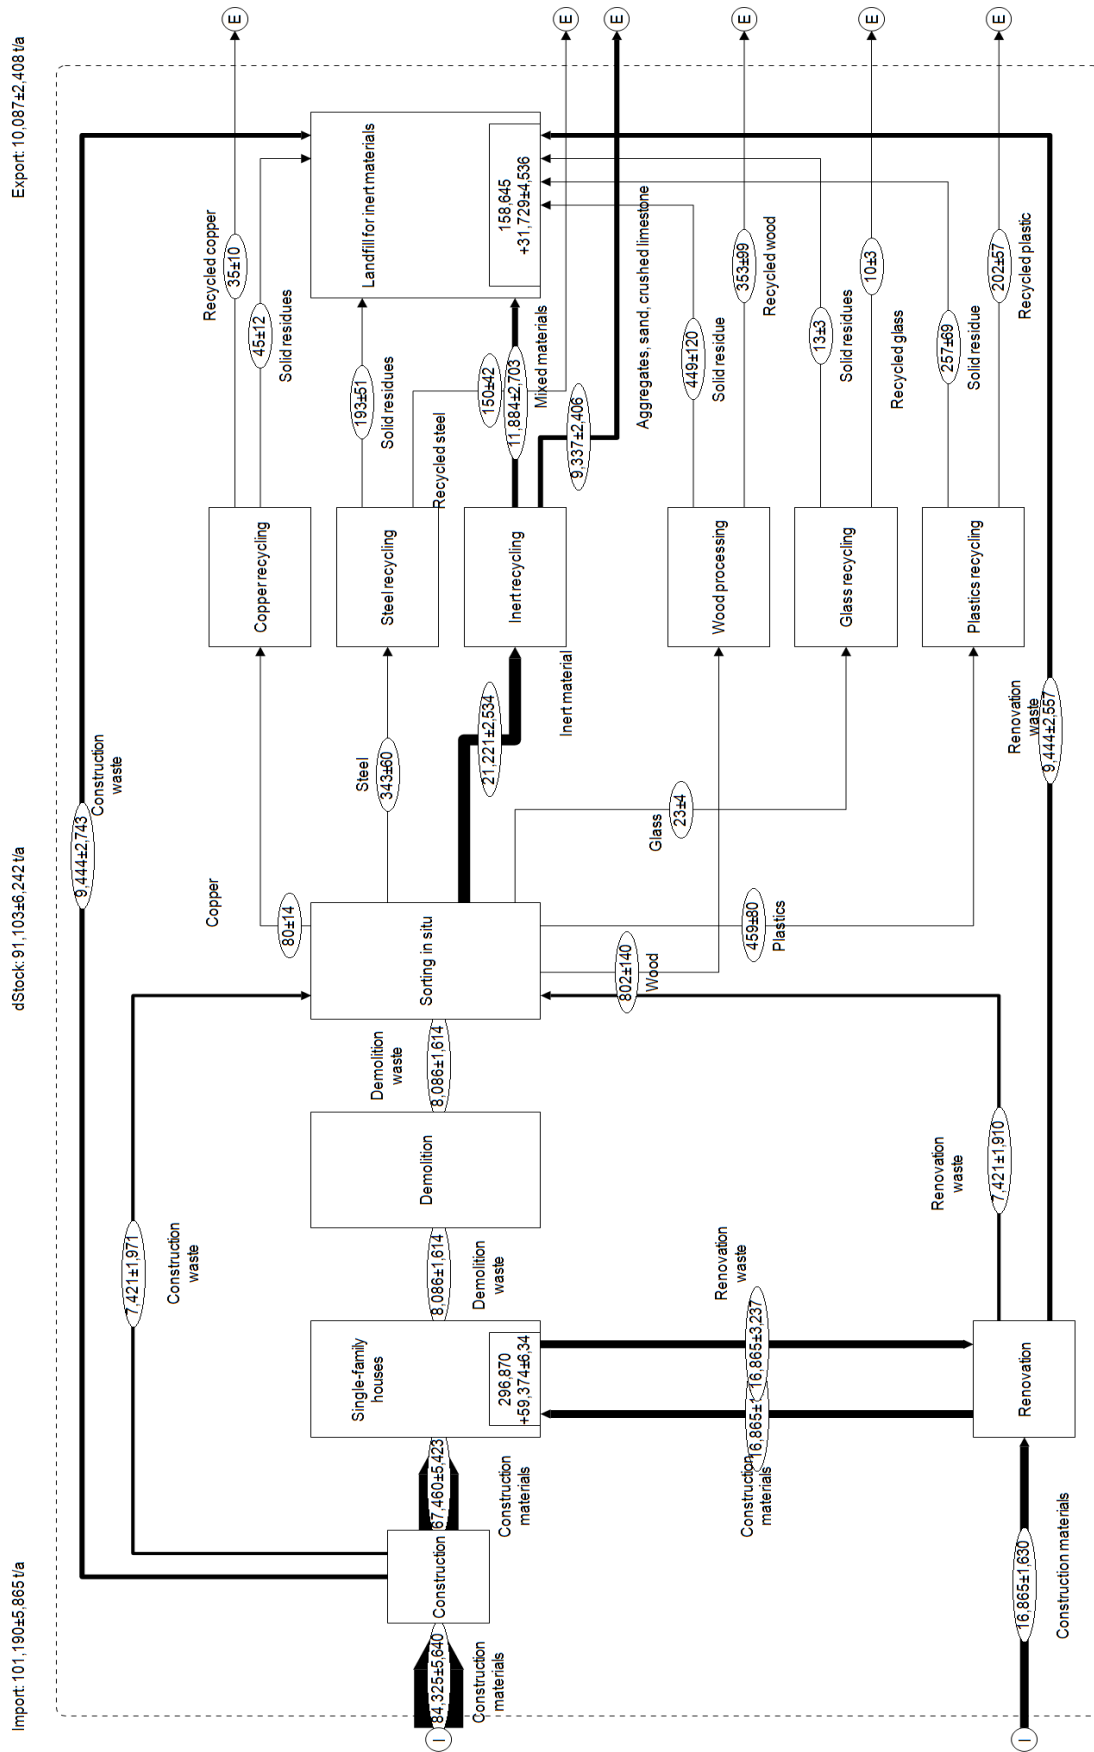 Import: 101,190±5,865 t/a
dStock: 91,103±6,242 t/a
Export: 10,087±2,408 t/a
I
84,325±5,640
Construction
materials
Construction
67,460±5,423
Construction
materials
9,444±2,743
Construction
waste
7,421±1,971
Construction
waste
Single-family
houses
296,870
+59,374±6,34
8,086±1,614
Demolition
waste
Demolition
8,086±1,614
Demolition
waste
Sorting in situ
80±14
Copper
343±60
Steel
21,221±2,534
Inert material
23±4
Glass
802±140
Wood
459±80
Plastics
Copper recycling
Steel recycling
Inert recycling
Wood processing
Glass recycling
Plastics recycling
Recycled copper
35±10
E
45±12
Solid residues
193±51
Solid residues
Recycled steel
150±42
E
11,884±2,703
Mixed materials
9,337±2,406
Aggregates, sand, crushed limestone
E
Landfill for inert materials
158,645
+31,729±4,536
449±120
Solid residue
353±99
Recycled wood
E
13±3
Solid residues
10±3
Recycled glass
E
257±69
Solid residue
202±57
Recycled plastic
E
16,865±1
Construction
materials
16,865±3,237
Renovation
waste
I
16,865±1,630
Construction materials
Renovation
7,421±1,910
Renovation
waste
9,444±2,557
Renovation
waste